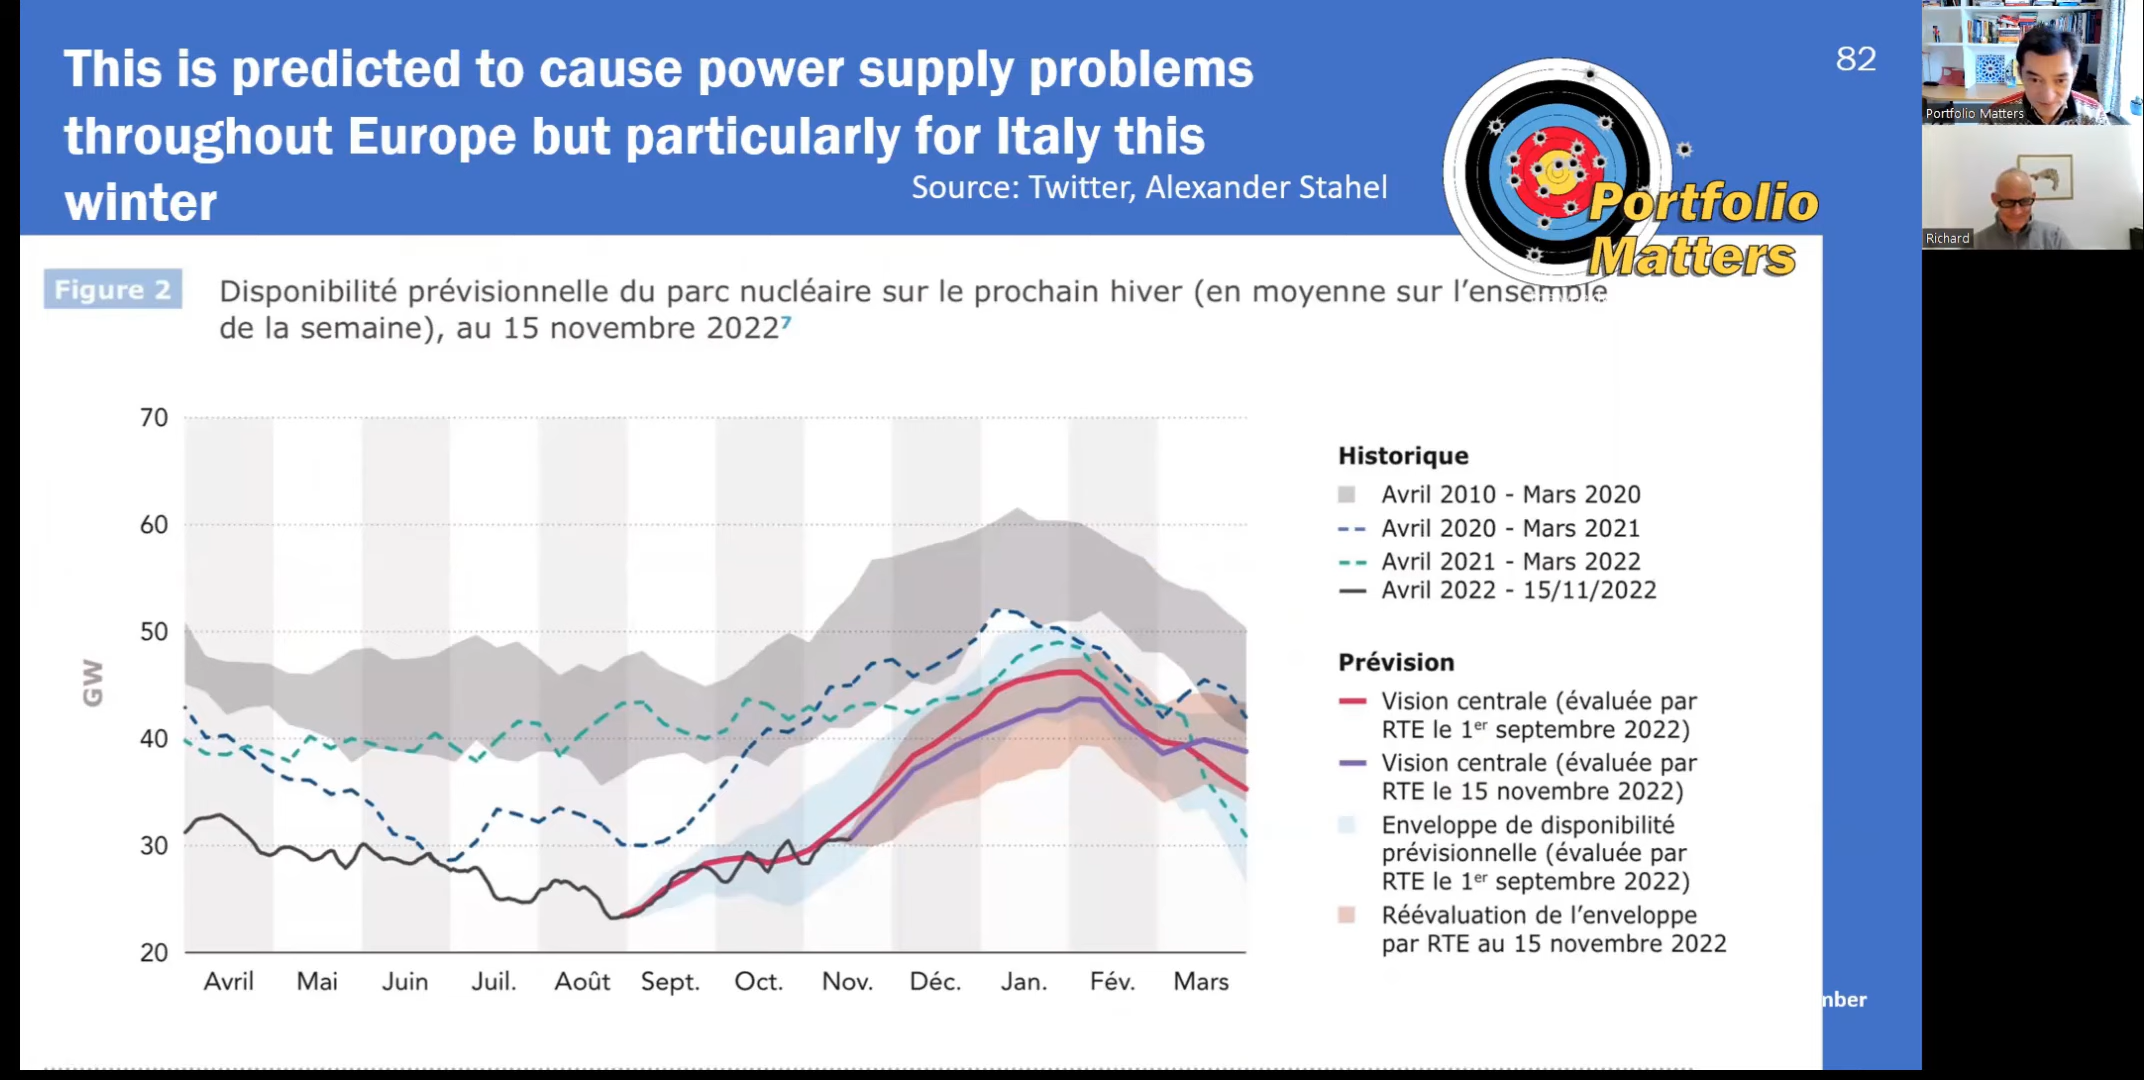 This is predicted to cause power supply problems
throughout Europe but particularly for Italy this
winter
Source: Twitter, Alexander Stahel
Portfolio
Matters
82
Portfolio Matters
Richard
Figure 2
Disponibilité prévisionnelle du parc nucléaire sur le prochain hiver (en moyenne sur l'ensemple
de la semaine), au 15 novembre 2022⁷
70
60
50
40
30
20
GW
Avril Mai Juin Juil. Août Sept. Oct. Nov. Déc. Jan. Fév. Mars
Historique
Avril 2010 - Mars 2020
Avril 2020 - Mars 2021
Avril 2021 - Mars 2022
Avril 2022 - 15/11/2022
Prévision
Vision centrale (évaluée par
RTE le 1er septembre 2022)
Vision centrale (évaluée par
RTE le 15 novembre 2022)
Enveloppe de disponibilité
prévisionnelle (évaluée par
RTE le 1er septembre 2022)
Réévaluation de l'enveloppe
par RTE au 15 novembre 2022
nber